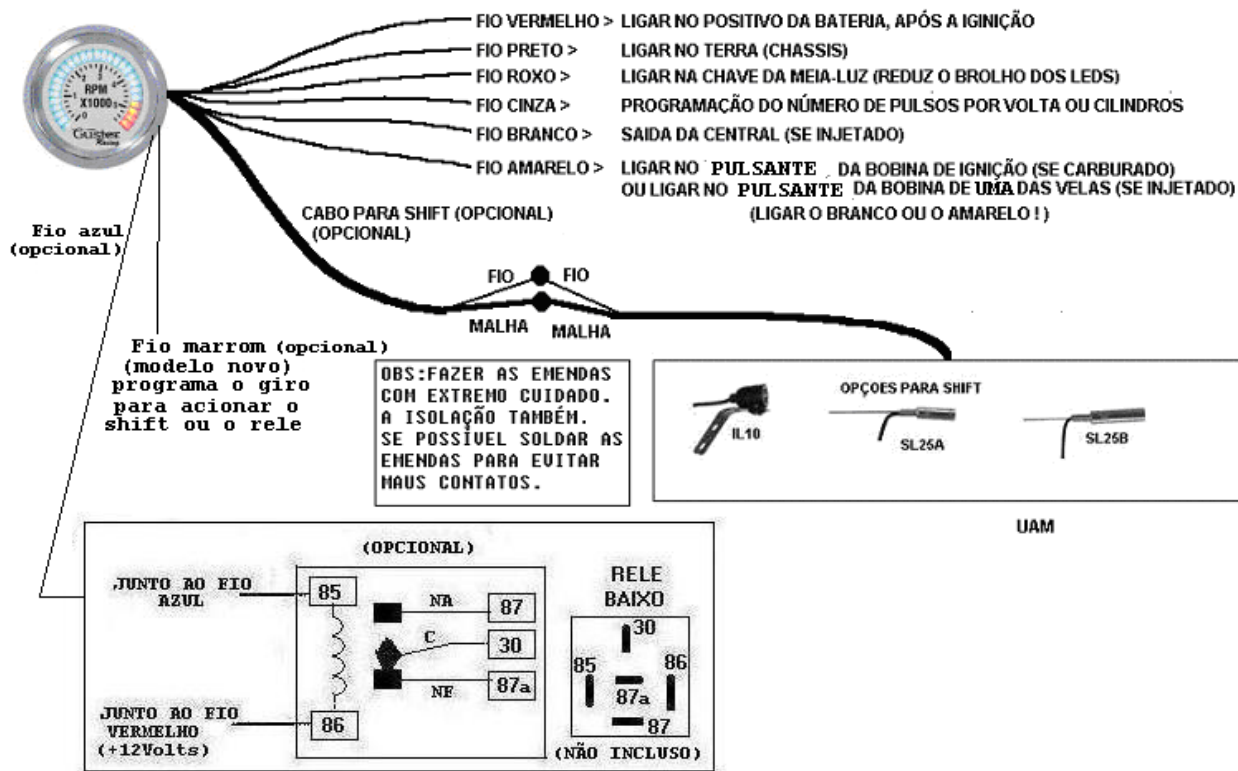 FIO VERMELHO > LIGAR NO POSITIVO DA BATERIA, APÓS A IGINIÇÃO
FIO PRETO > LIGAR NO TERRA (CHASSIS)
FIO ROXO > LIGAR NA CHAVE DA MEIA-LUZ (REDUZ O BROLHO DOS LEDS)
FIO CINZA > PROGRAMAÇÃO DO NÚMERO DE PULSOS POR VOLTA OU CILINDROS
FIO BRANCO > SAIDA DA CENTRAL (SE INJETADO)
FIO AMARELO > LIGAR NO PULSANTE DA BOBINA DE IGNIÇÃO (SE CARBURADO)
OU LIGAR NO PULSANTE DA BOBINA DE UMA DAS VELAS (SE INJETADO)
(LIGAR O BRANCO OU O AMARELO ! )
RPM
X1000
Racing
CABO PARA SHIFT (OPCIONAL)
(OPCIONAL)
Fio azul
(opcional)
FIO FIO
MALHA MALHA
Fio marrom (opcional)
(modelo novo)
programa o giro
para acionar o
shift ou o rele
OBS:FAZER AS EMENDAS
COM EXTREMO CUIDADO.
A ISOLAÇÃO TAMBÉM.
SE POSSÍVEL SOLDAR AS
EMENDAS PARA EVITAR
MAUS CONTATOS.
OPÇOES PARA SHIFT
IL10
SL25A
SL25B
UAM
(OPCIONAL)
JUNTO AO FIO
AZUL
85
NA
87
C
30
87a
NF
86
JUNTO AO FIO
VERMELHO
(+12Volts)
RELE
BAIXO
30
85
86
87a
87
(NÃO INCLUSO)